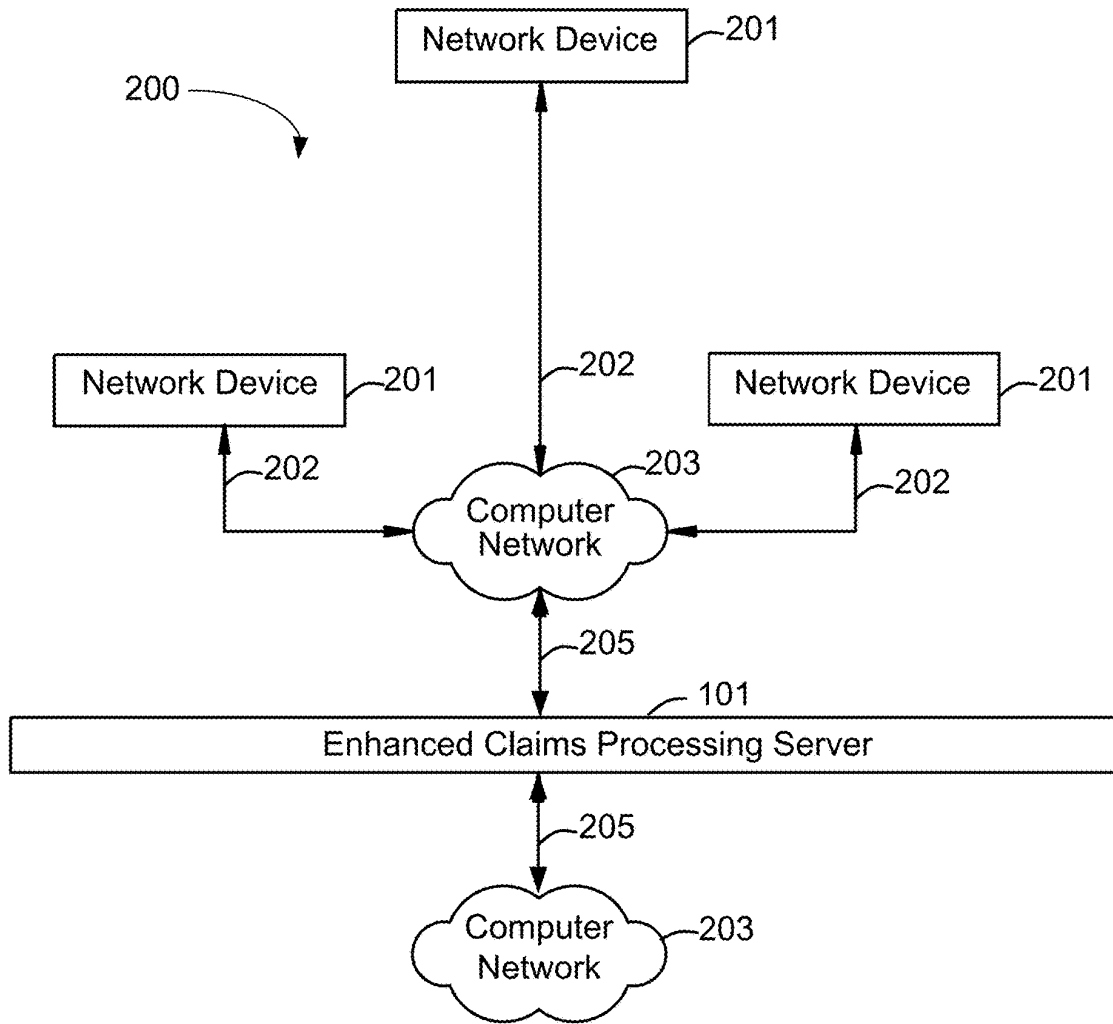 Network Device
201
200
202
Network Device
201
Network Device
201
202
203
202
Computer
Network
205
101
Enhanced Claims Processing Server
205
Computer
Network
203